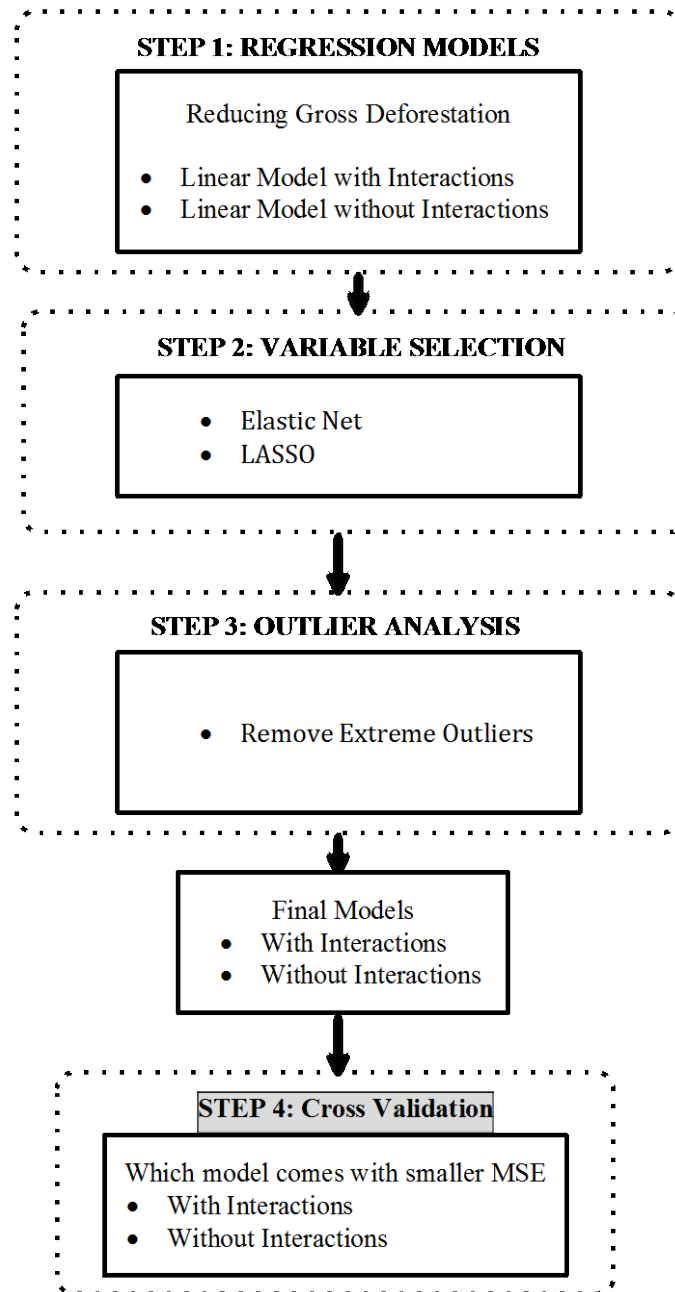 STEP 1: REGRESSION MODELS
Reducing Gross Deforestation
• Linear Model with Interactions
• Linear Model without Interactions
STEP 2: VARIABLE SELECTION
• Elastic Net
• LASSO
STEP 3: OUTLIER ANALYSIS
• Remove Extreme Outliers
Final Models
• With Interactions
• Without Interactions
STEP 4: Cross Validation
Which model comes with smaller MSE
• With Interactions
• Without Interactions